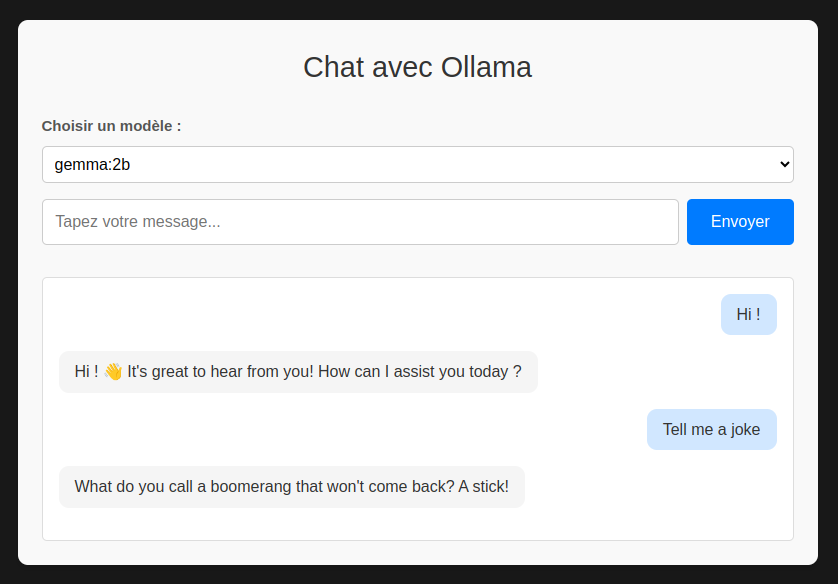 Chat avec Ollama
Choisir un modèle :
gemma:2b
Tapez votre message...
Envoyer
Hi !
Hi ! 👋 It's great to hear from you! How can I assist you today ?
Tell me a joke
What do you call a boomerang that won't come back? A stick!